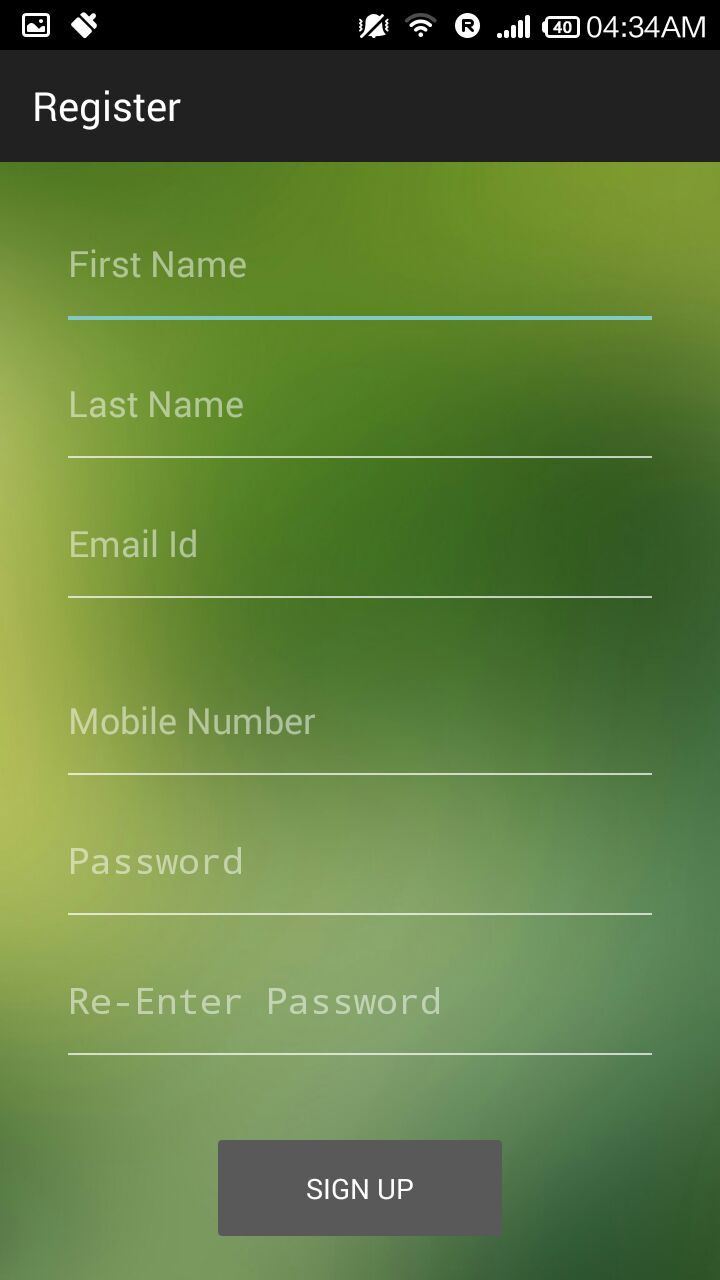 R 40 04:34AM
Register
First Name
Last Name
Email Id
Mobile Number
Password
Re-Enter Password
SIGN UP